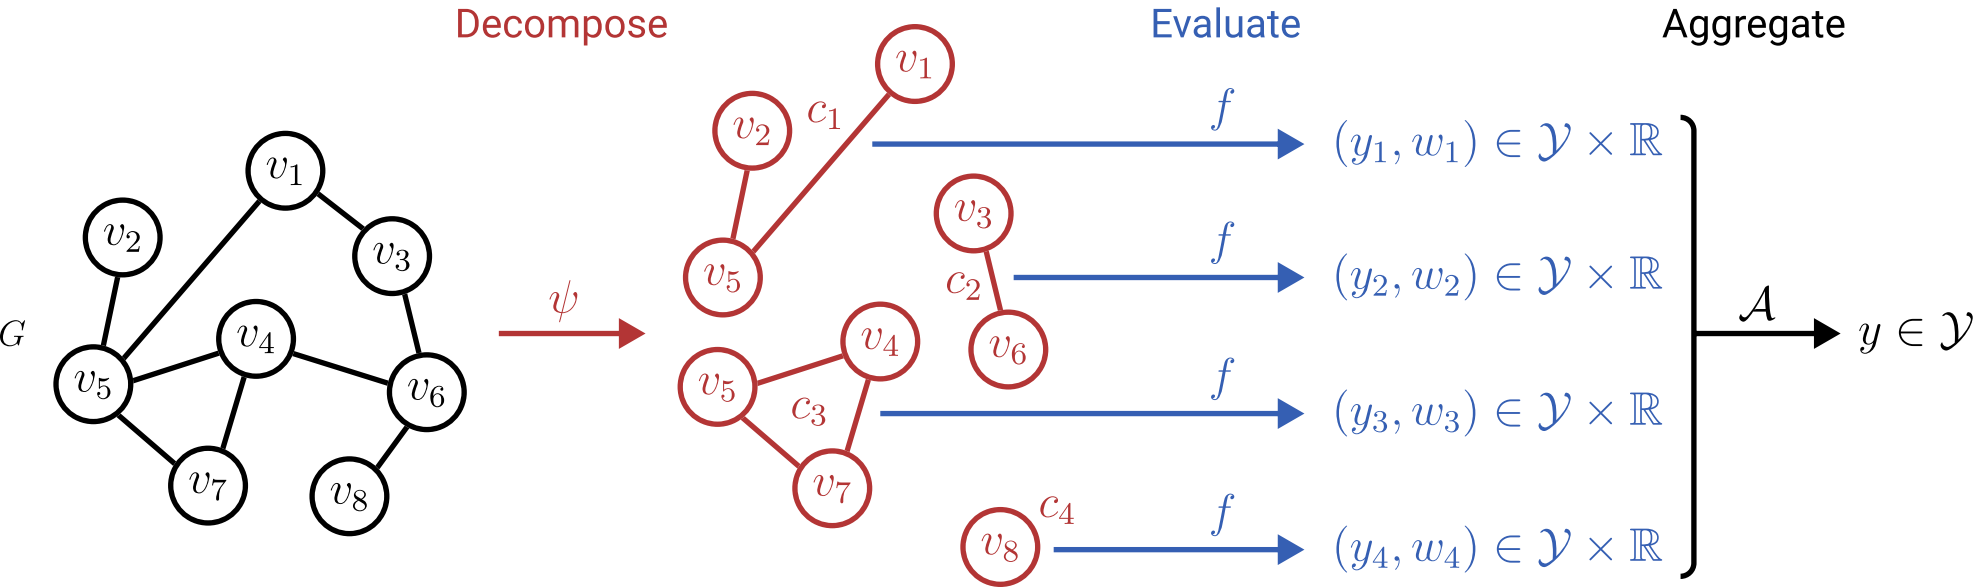 Decompose Evaluate Aggregate
G
v₁
v₂
v₃
v₄
v₅
v₆
v₇
v₈
ψ
v₁
v₂
c₁
v₅
v₃
c₂
v₆
v₄
v₅
c₃
v₇
c₄
v₈
f
(y₁, w₁) ∈ 𝒴 × ℝ
f
(y₂, w₂) ∈ 𝒴 × ℝ
f
(y₃, w₃) ∈ 𝒴 × ℝ
f
(y₄, w₄) ∈ 𝒴 × ℝ
𝒜
y ∈ 𝒴